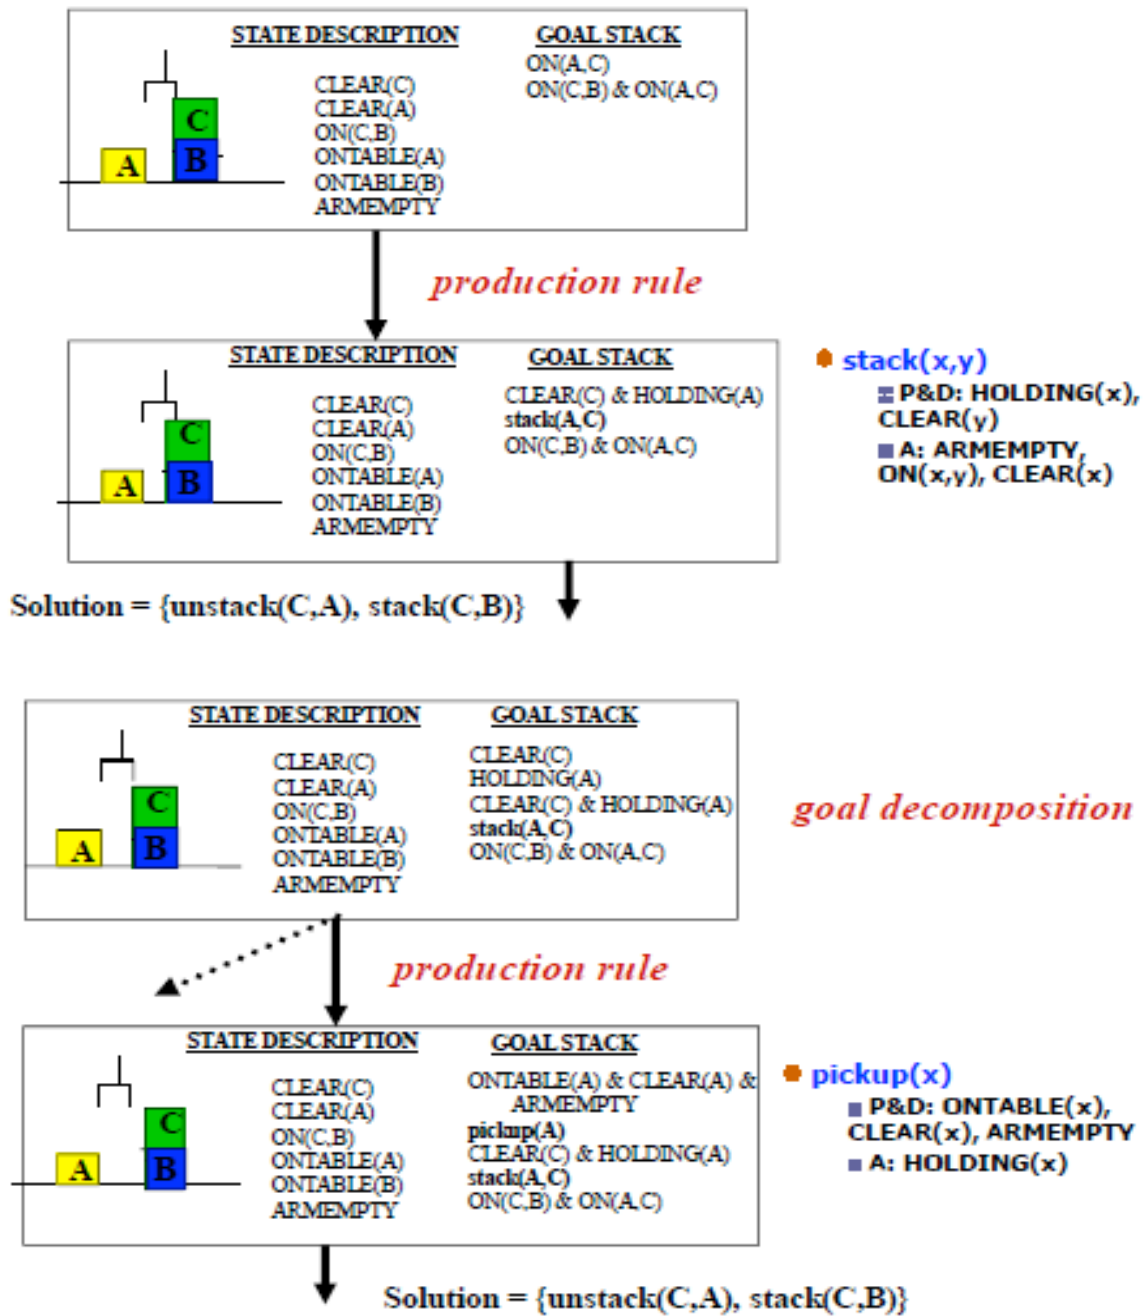 STATE DESCRIPTION
GOAL STACK
CLEAR(C)
CLEAR(A)
ON(C,B)
ONTABLE(A)
ONTABLE(B)
ARMEMPTY
ON(A,C)
ON(C,B) & ON(A,C)
C
A
B
production rule
STATE DESCRIPTION
GOAL STACK
CLEAR(C)
CLEAR(A)
ON(C,B)
ONTABLE(A)
ONTABLE(B)
ARMEMPTY
CLEAR(C) & HOLDING(A)
stack(A,C)
ON(C,B) & ON(A,C)
C
A
B
stack(x,y)
P&D: HOLDING(x),
CLEAR(y)
A: ARMEMPTY,
ON(x,y), CLEAR(x)
Solution = {unstack(C,A), stack(C,B)}
STATE DESCRIPTION
GOAL STACK
CLEAR(C)
CLEAR(A)
ON(C,B)
ONTABLE(A)
ONTABLE(B)
ARMEMPTY
CLEAR(C)
HOLDING(A)
CLEAR(C) & HOLDING(A)
stack(A,C)
ON(C,B) & ON(A,C)
C
A
B
goal decomposition
production rule
STATE DESCRIPTION
GOAL STACK
CLEAR(C)
CLEAR(A)
ON(C,B)
ONTABLE(A)
ONTABLE(B)
ARMEMPTY
ONTABLE(A) & CLEAR(A) &
ARMEMPTY
pickup(A)
CLEAR(C) & HOLDING(A)
stack(A,C)
ON(C,B) & ON(A,C)
C
A
B
pickup(x)
P&D: ONTABLE(x),
CLEAR(x), ARMEMPTY
A: HOLDING(x)
Solution = {unstack(C,A), stack(C,B)}